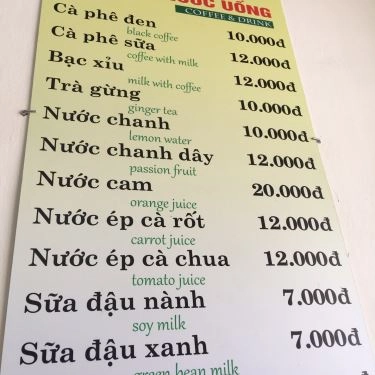 UỐNG
COFFEE & DRINK
Cà phê đen 10.000đ
black coffee
Cà phê sữa 12.000đ
coffee with milk
Bạc xỉu 12.000đ
milk with coffee
Trà gừng 10.000đ
ginger tea
Nước chanh 10.000đ
lemon water
Nước chanh dây 12.000đ
passion fruit
Nước cam 20.000đ
orange juice
Nước ép cà rốt 12.000đ
carrot juice
Nước ép cà chua 12.000đ
tomato juice
Sữa đậu nành 7.000đ
soy milk
Sữa đậu xanh 7.000đ
green bean milk